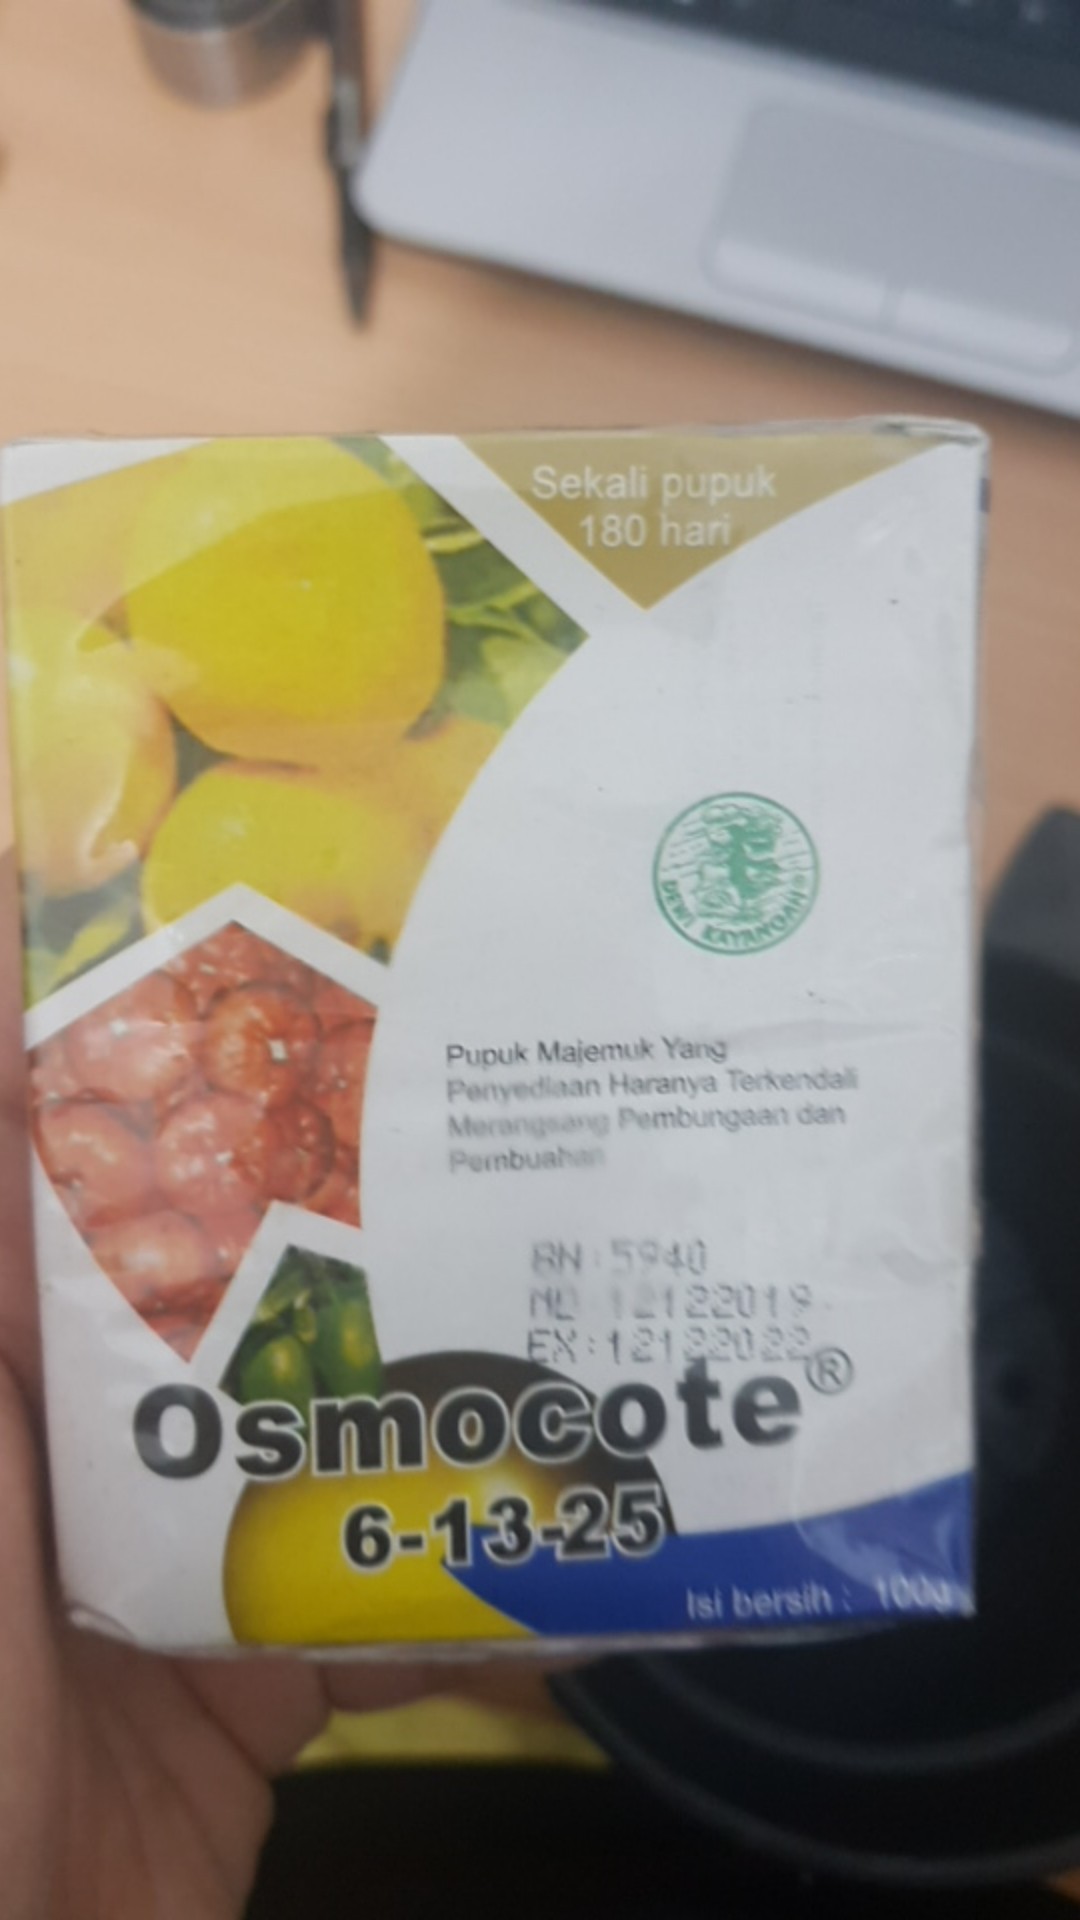 Sekali pupuk
180 hari
DEWI KAYANGAN
Pupuk Majemuk Yang
Penyediaan Haranya Terkendali
Merangsang Pembungaan dan
Pembuahan
BN : 5940
MD 12122019
EX : 12122022
Osmocote®
6-13-25
Isi bersih : 100g